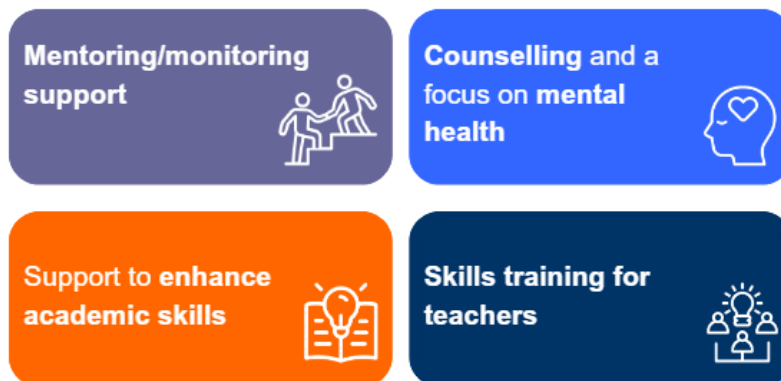 Mentoring/monitoring
support
Counselling and a
focus on mental
health
Support to enhance
academic skills
Skills training for
teachers